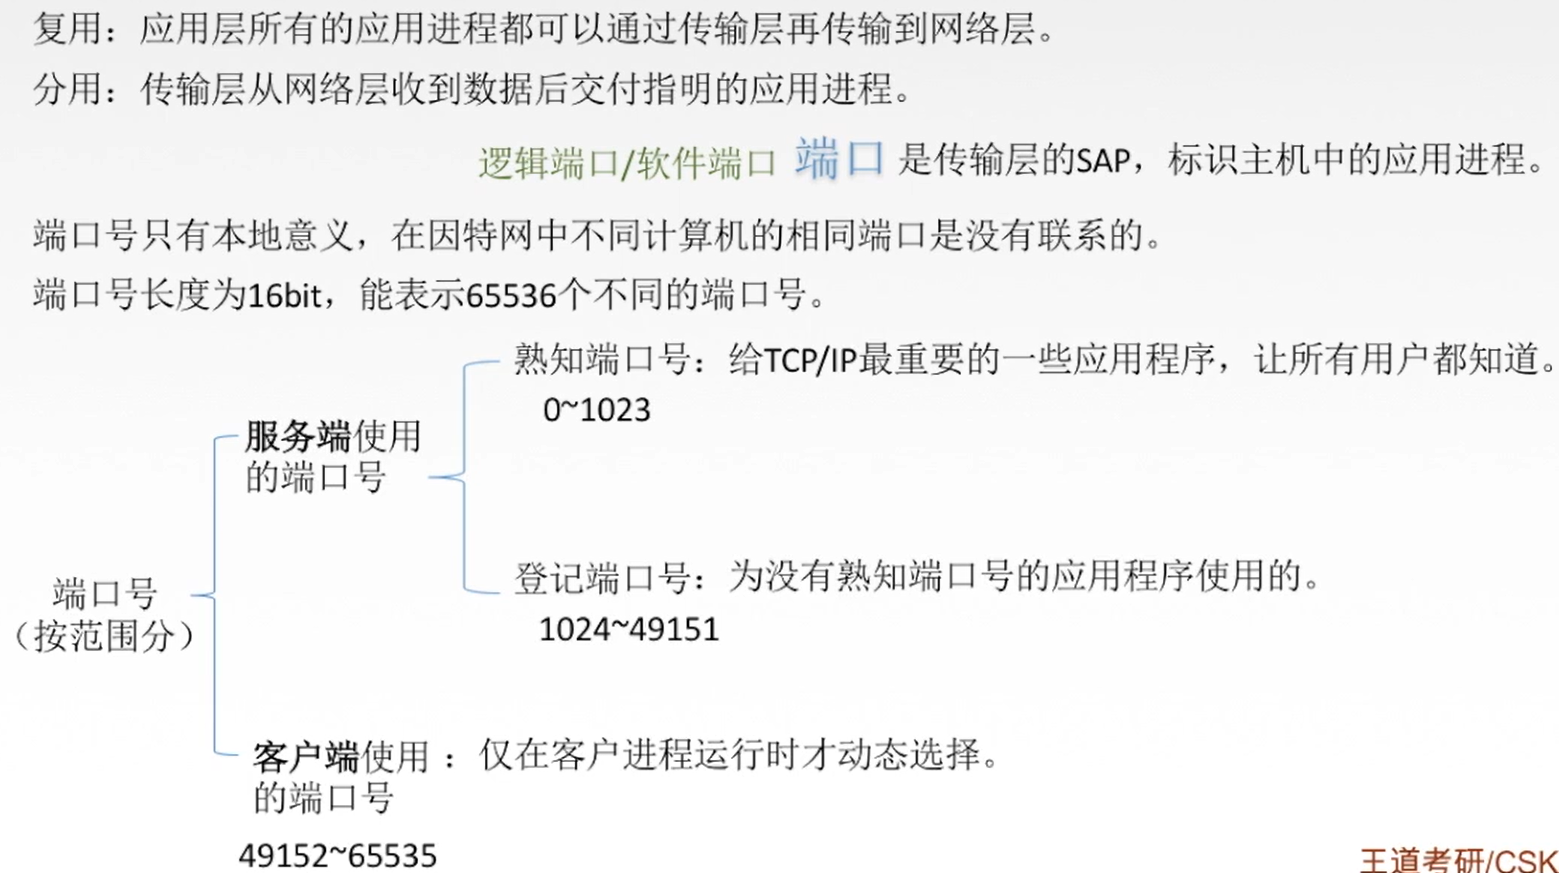 复用：应用层所有的应用进程都可以通过传输层再传输到网络层。
分用：传输层从网络层收到数据后交付指明的应用进程。
逻辑端口/软件端口 端口 是传输层的SAP，标识主机中的应用进程。
端口号只有本地意义，在因特网中不同计算机的相同端口是没有联系的。
端口号长度为16bit，能表示65536个不同的端口号。
熟知端口号：给TCP/IP最重要的一些应用程序，让所有用户都知道。
0~1023
服务端使用
的端口号
登记端口号：为没有熟知端口号的应用程序使用的。
1024~49151
端口号
（按范围分）
客户端使用：仅在客户进程运行时才动态选择。
的端口号
49152~65535
王道考研/CSK